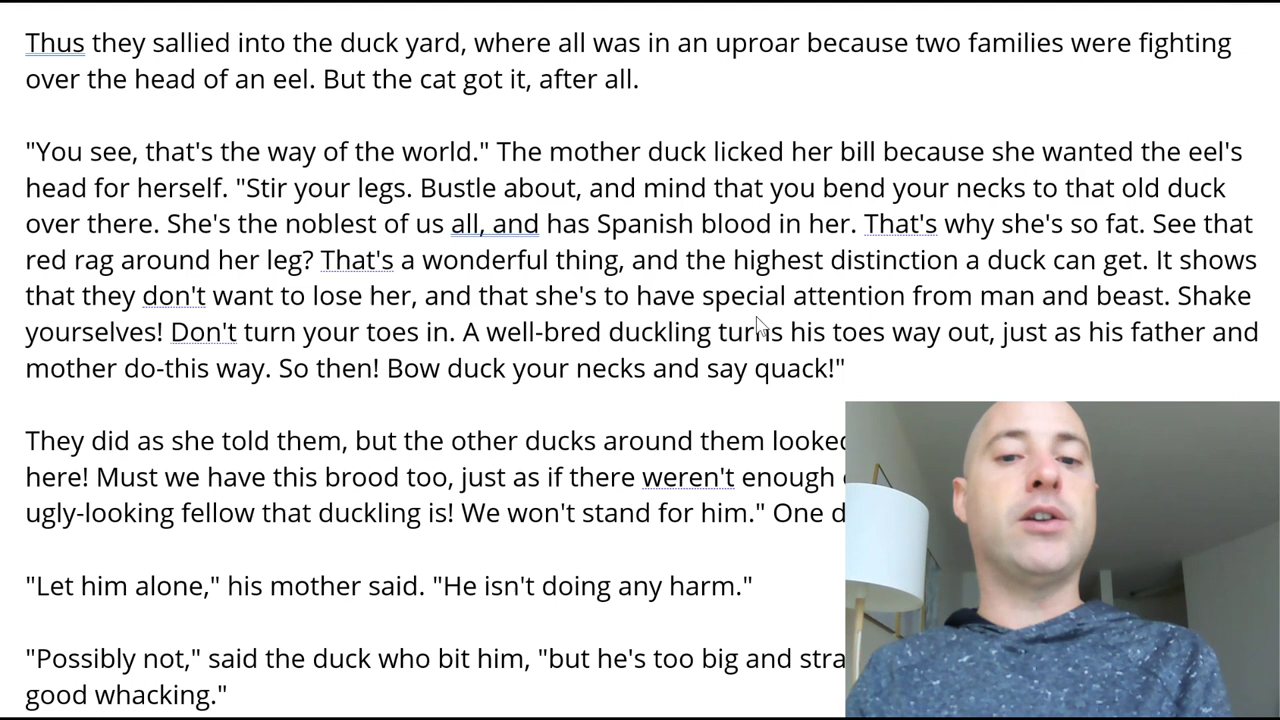 Thus they sallied into the duck yard, where all was in an uproar because two families were fighting
over the head of an eel. But the cat got it, after all.
"You see, that's the way of the world." The mother duck licked her bill because she wanted the eel's
head for herself. "Stir your legs. Bustle about, and mind that you bend your necks to that old duck
over there. She's the noblest of us all, and has Spanish blood in her. That's why she's so fat. See that
red rag around her leg? That's a wonderful thing, and the highest distinction a duck can get. It shows
that they don't want to lose her, and that she's to have special attention from man and beast. Shake
yourselves! Don't turn your toes in. A well-bred duckling turns his toes way out, just as his father and
mother do-this way. So then! Bow duck your necks and say quack!"
They did as she told them, but the other ducks around them looked
here! Must we have this brood too, just as if there weren't enough
ugly-looking fellow that duckling is! We won't stand for him." One
"Let him alone," his mother said. "He isn't doing any harm."
"Possibly not," said the duck who bit him, "but he's too big and
good whacking."